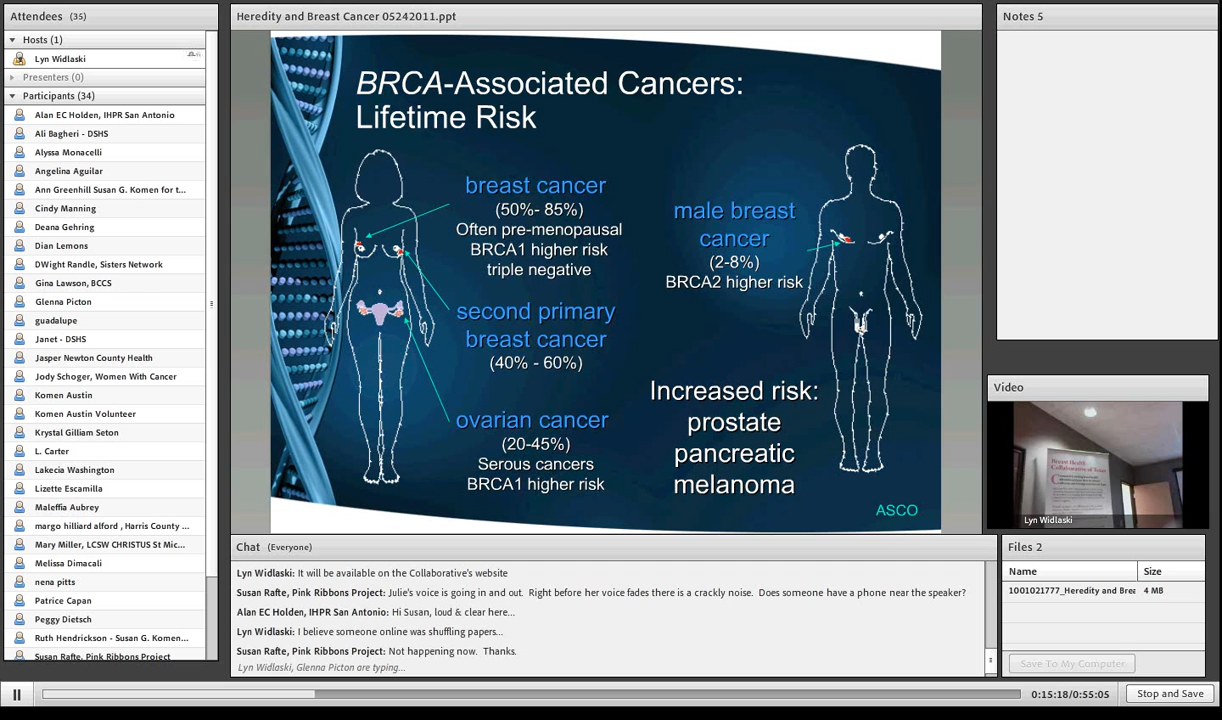 Attendees (35)
Hosts (1)
Lyn Widlaski
Presenters (0)
Participants (34)
Alan EC Holden, IHPR San Antonio
Ali Bagheri - DSHS
Alyssa Monacelli
Angelina Aguilar
Ann Greenhill Susan G. Komen for t...
Cindy Manning
Deana Gehring
Dian Lemons
DWight Randle, Sisters Network
Gina Lawson, BCCS
Glenna Picton
guadalupe
Janet - DSHS
Jasper Newton County Health
Jody Schoger, Women With Cancer
Komen Austin
Komen Austin Volunteer
Krystal Gilliam Seton
L. Carter
Lakecia Washington
Lizette Escamilla
Maleffia Aubrey
margo hilliard alford , Harris County ...
Mary Miller, LCSW CHRISTUS St Mic...
Melissa Dimacali
nena pitts
Patrice Capan
Peggy Dietsch
Ruth Hendrickson - Susan G. Komen...
Susan Rafte, Pink Ribbons Project
Heredity and Breast Cancer 05242011.ppt
BRCA-Associated Cancers:
Lifetime Risk
breast cancer
(50%- 85%)
Often pre-menopausal
BRCA1 higher risk
triple negative
second primary
breast cancer
(40% - 60%)
ovarian cancer
(20-45%)
Serous cancers
BRCA1 higher risk
male breast
cancer
(2-8%)
BRCA2 higher risk
Increased risk:
prostate
pancreatic
melanoma
ASCO
Chat (Everyone)
Lyn Widlaski: It will be available on the Collaborative's website
Susan Rafte, Pink Ribbons Project: Julie's voice is going in and out. Right before her voice fades there is a crackly noise. Does someone have a phone near the speaker?
Alan EC Holden, IHPR San Antonio: Hi Susan, loud & clear here...
Lyn Widlaski: I believe someone online was shuffling papers...
Susan Rafte, Pink Ribbons Project: Not happening now. Thanks.
Lyn Widlaski, Glenna Picton are typing...
Notes 5
Video
Breast Health
Collaborative of Texas
Lyn Widlaski
Files 2
Name Size
1001021777_Heredity and Brea 4 MB
Save To My Computer
0:15:18/0:55:05
Stop and Save